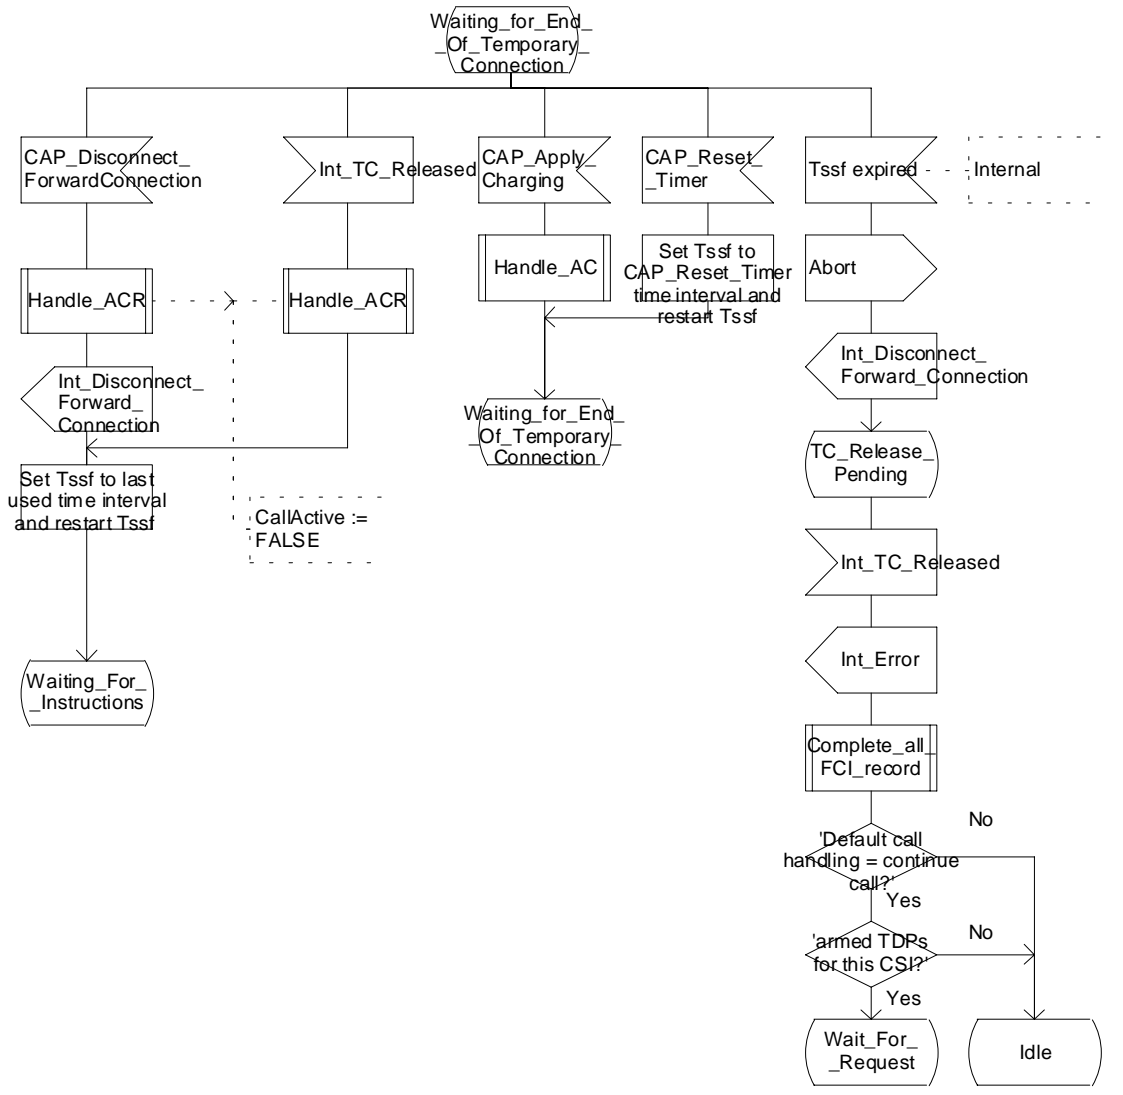 Waiting_for_End_
_Of_Temporary_
Connection
CAP_Disconnect_
ForwardConnection
Int_TC_Released
CAP_Apply_
Charging
CAP_Reset_
_Timer
Tssf expired
Internal
Handle_ACR
Handle_ACR
Handle_AC
Set Tssf to
CAP_Reset_Timer
time interval and
restart Tssf
Abort
Int_Disconnect_
Forward_
Connection
Int_Disconnect_
Forward_Connection
Waiting_for_End_
_Of_Temporary_
Connection
TC_Release_
Pending
Set Tssf to last
used time interval
and restart Tssf
CallActive :=
FALSE
Int_TC_Released
Int_Error
Waiting_For_
_Instructions
Complete_all_
FCI_record
'Default call
handling = continue
call?'
No
Yes
'armed TDPs
for this CSI?'
No
Yes
Wait_For_
_Request
Idle